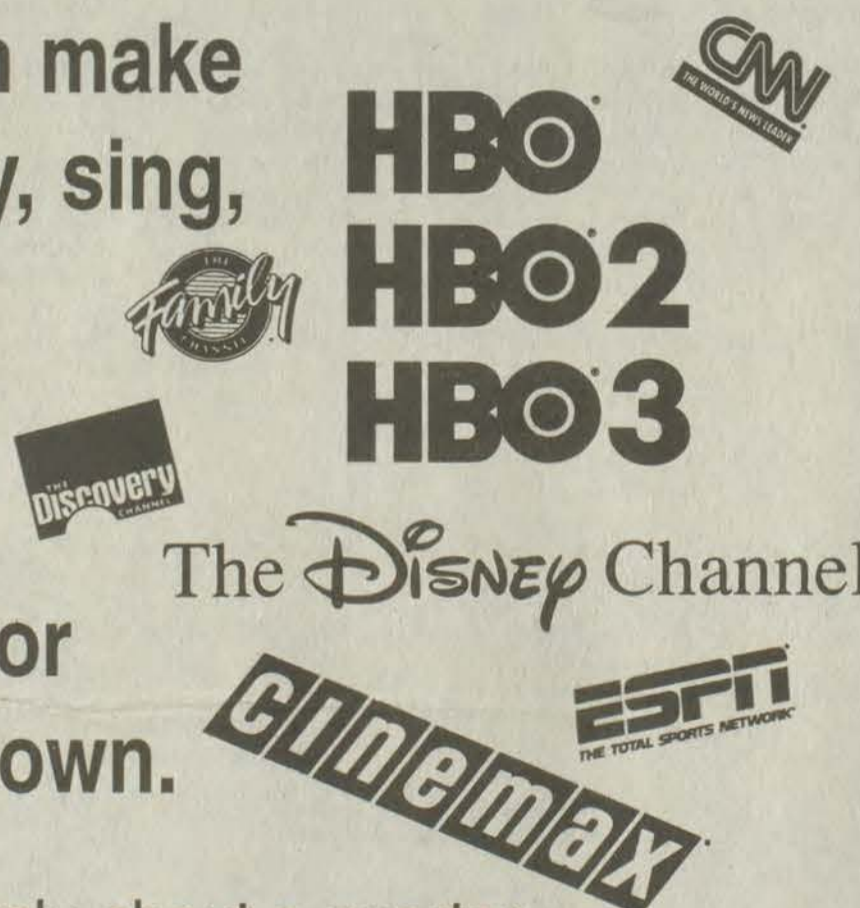 make
sing,
CNN
THE WORLD'S NEWS LEADER
HBO
HBO2
HBO3
THE
Family
CHANNEL
THE
Discovery
CHANNEL
The Disney Channel
or
own.
ESPN
THE TOTAL SPORTS NETWORK
Cinemax